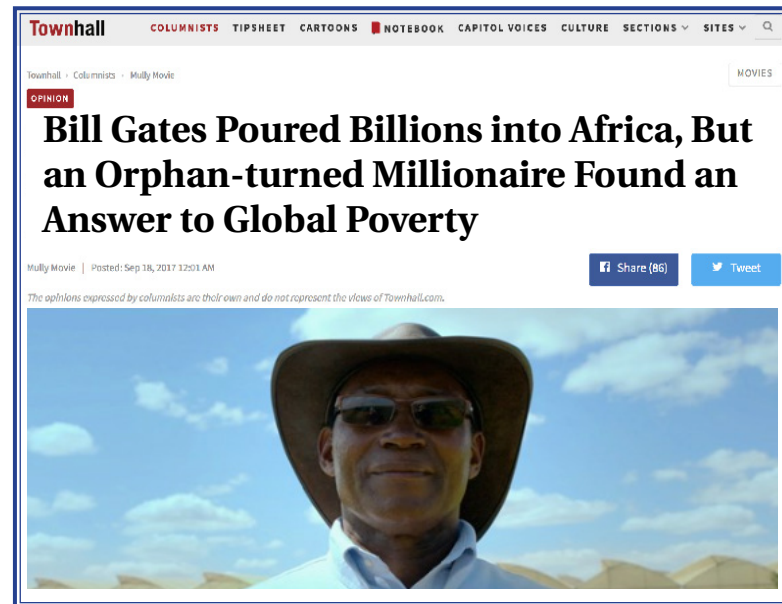 Townhall COLUMNISTS TIPSHEET CARTOONS NOTEBOOK CAPITOL VOICES CULTURE SECTIONS SITES
Townhall › Columnists › Mully Movie
MOVIES
OPINION
Bill Gates Poured Billions into Africa, But
an Orphan-turned Millionaire Found an
Answer to Global Poverty
Mully Movie | Posted: Sep 18, 2017 12:01 AM
Share (86) Tweet
The opinions expressed by columnists are their own and do not represent the views of Townhall.com.